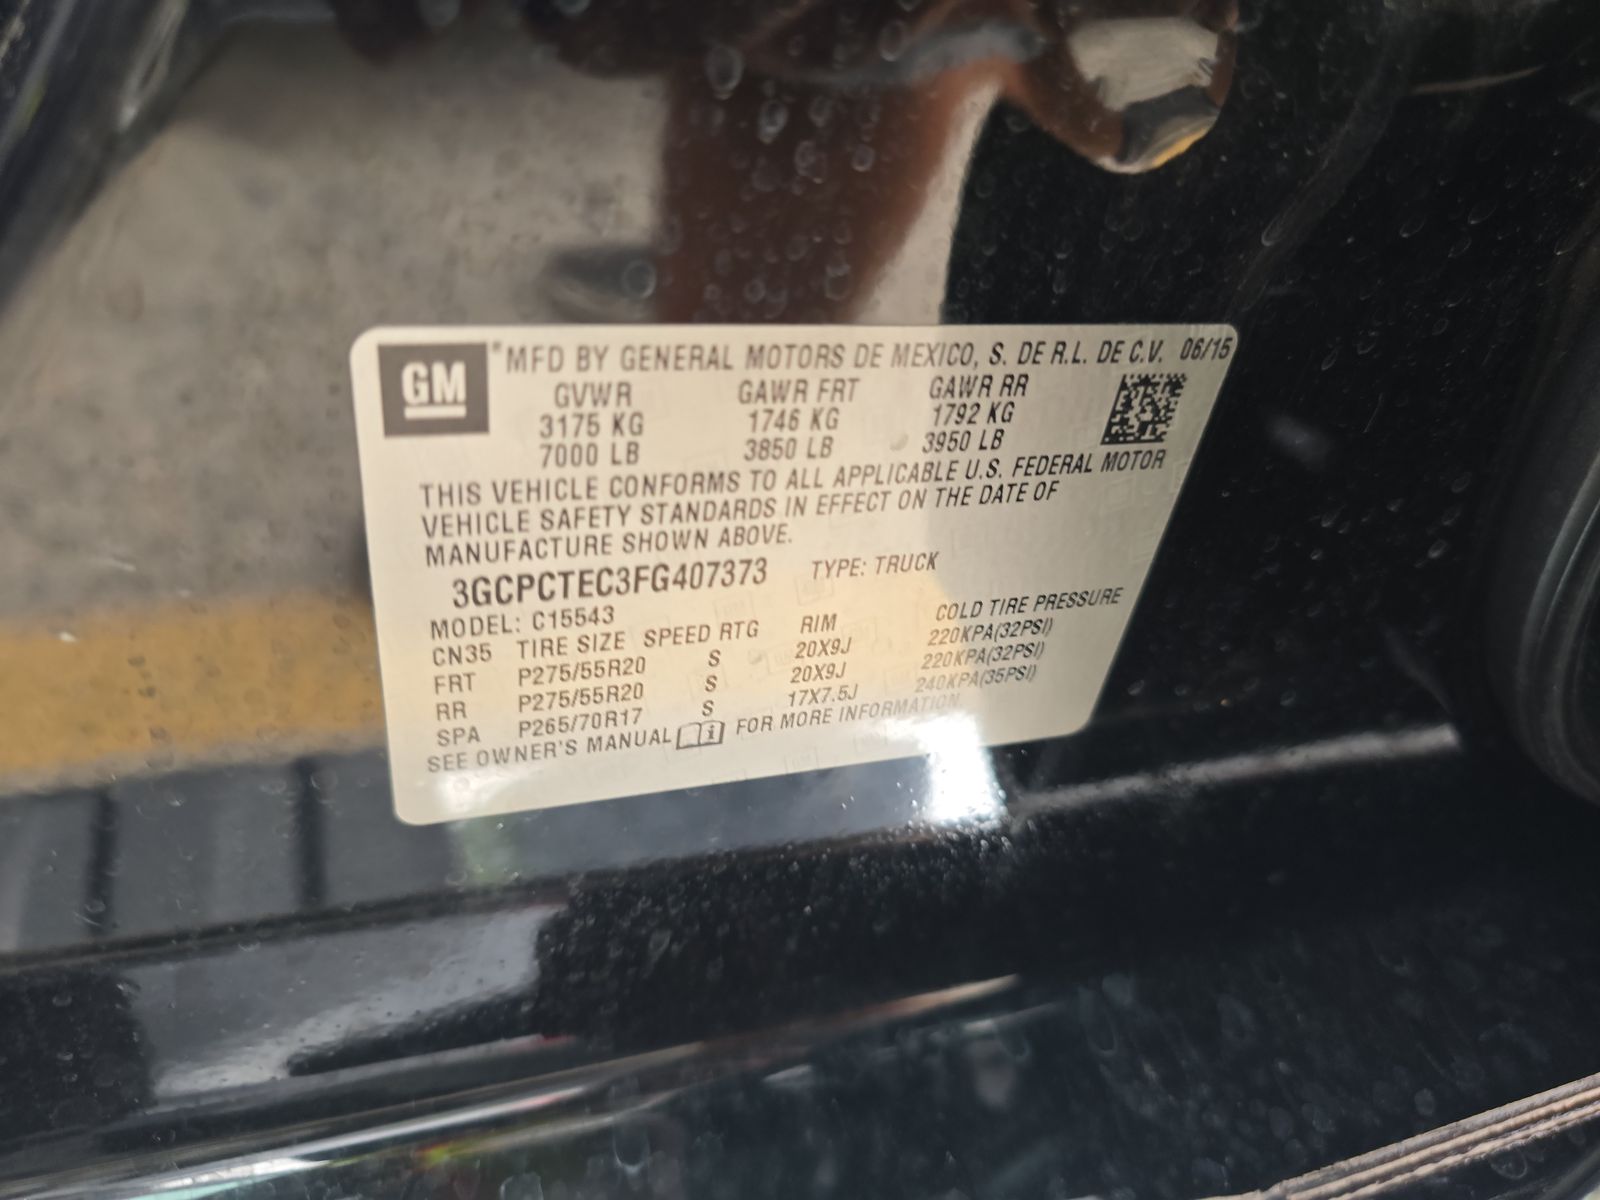 GM ® MFD BY GENERAL MOTORS DE MEXICO, S. DE R.L. DE C.V. 06/15
GVWR GAWR FRT GAWR RR
3175 KG 1746 KG 1792 KG
7000 LB 3850 LB 3950 LB
THIS VEHICLE CONFORMS TO ALL APPLICABLE U.S. FEDERAL MOTOR
VEHICLE SAFETY STANDARDS IN EFFECT ON THE DATE OF
MANUFACTURE SHOWN ABOVE.
3GCPCTEC3FG407373 TYPE: TRUCK
MODEL: C15543
CN35 TIRE SIZE SPEED RTG RIM COLD TIRE PRESSURE
FRT P275/55R20 S 20X9J 220KPA(32PSI)
RR P275/55R20 S 20X9J 220KPA(32PSI)
SPA P265/70R17 S 17X7.5J 240KPA(35PSI)
SEE OWNER'S MANUAL i FOR MORE INFORMATION.